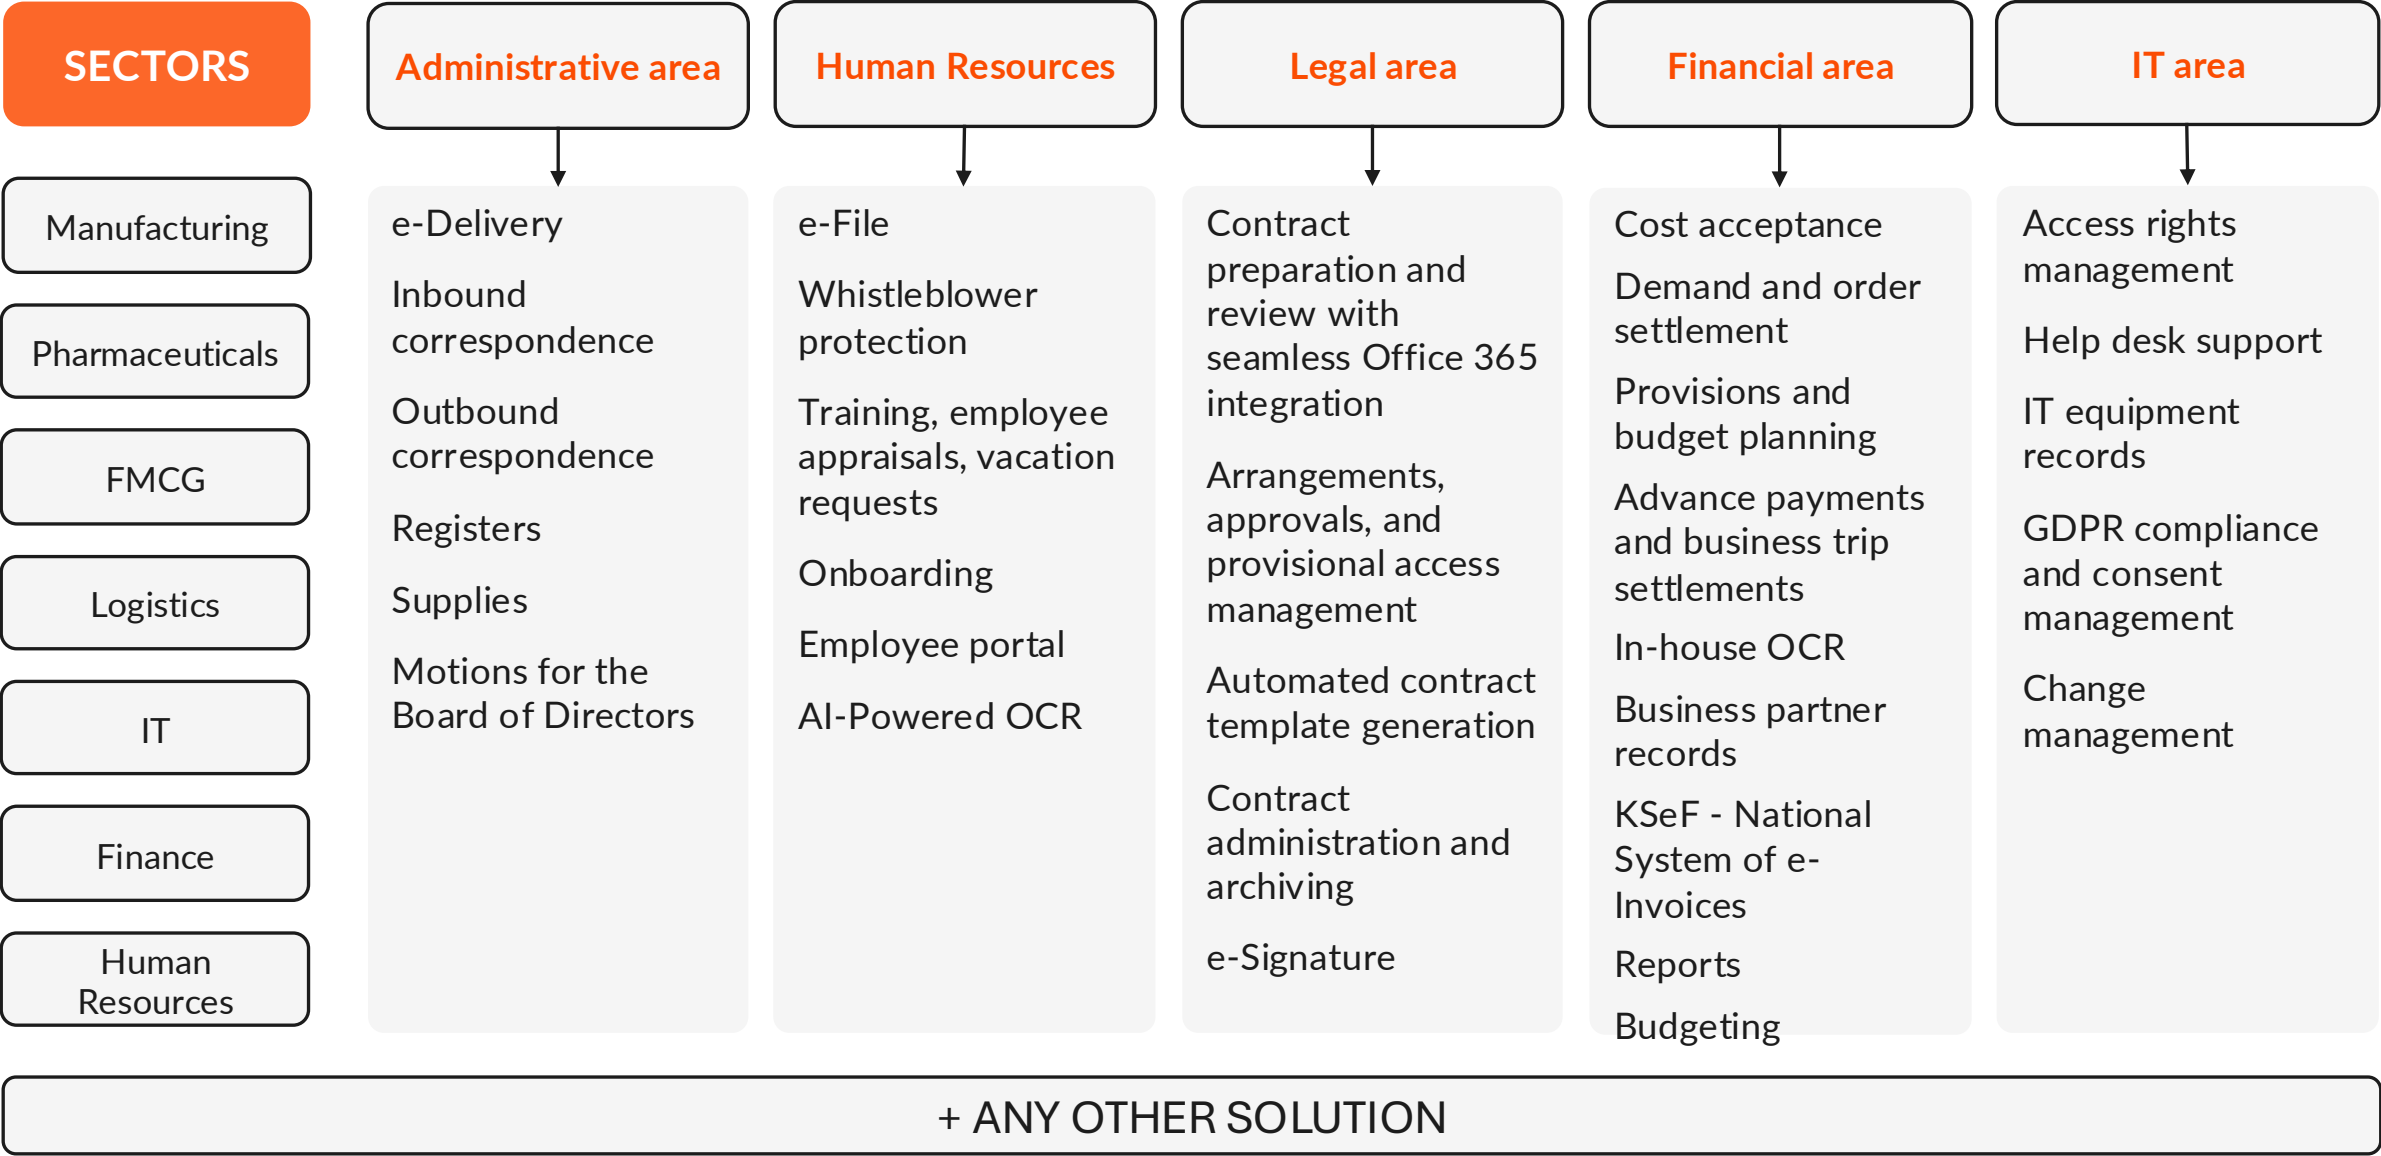 SECTORS
Manufacturing
Pharmaceuticals
FMCG
Logistics
IT
Finance
Human
Resources
Administrative area
e-Delivery
Inbound
correspondence
Outbound
correspondence
Registers
Supplies
Motions for the
Board of Directors
Human Resources
e-File
Whistleblower
protection
Training, employee
appraisals, vacation
requests
Onboarding
Employee portal
AI-Powered OCR
Legal area
Contract
preparation and
review with
seamless Office 365
integration
Arrangements,
approvals, and
provisional access
management
Automated contract
template generation
Contract
administration and
archiving
e-Signature
Financial area
Cost acceptance
Demand and order
settlement
Provisions and
budget planning
Advance payments
and business trip
settlements
In-house OCR
Business partner
records
KSeF - National
System of e-
Invoices
Reports
Budgeting
IT area
Access rights
management
Help desk support
IT equipment
records
GDPR compliance
and consent
management
Change
management
+ ANY OTHER SOLUTION